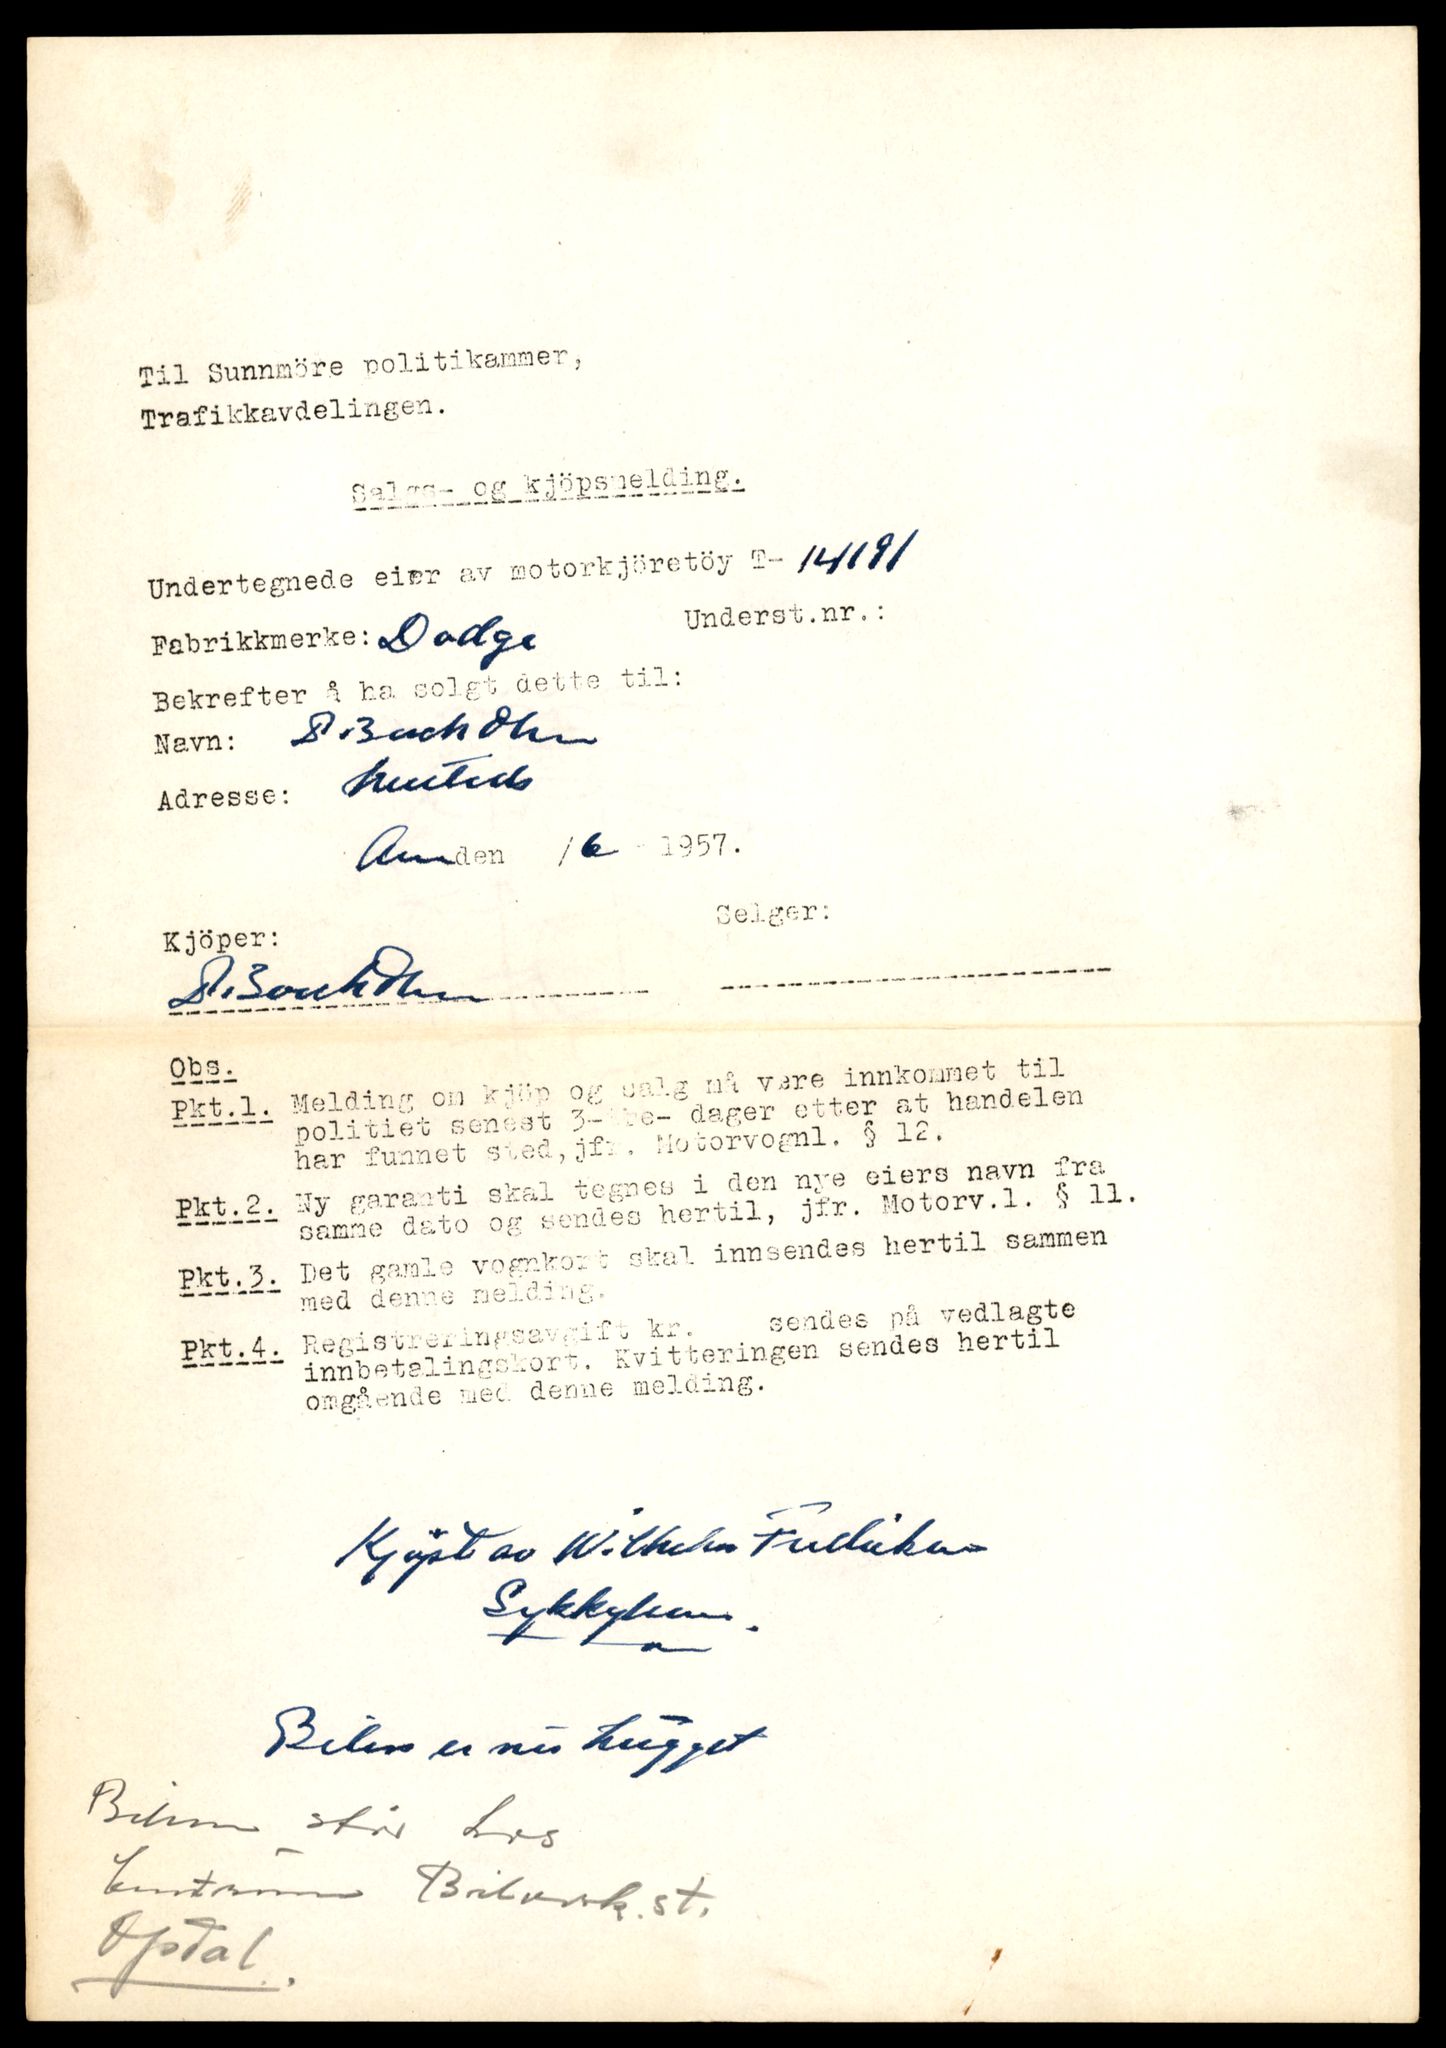 Til Sunnmöre politikammer,
Trafikkavdelingen.
Salgs- og kjöpsmelding.
Undertegnede eier av motorkjöretöy T- 14191
Fabrikkmerke: Dodge Underst.nr.:
Bekrefter å ha solgt dette til:
Navn:
Adresse:
den /6 - 1957.
Kjöper: Selger:
Obs.
Pkt.1. Melding om kjöp og salg må være innkommet til
politiet senest 3-tre- dager etter at handelen
har funnet sted, jfr. Motorvognl. § 12.
Pkt.2. Ny garanti skal tegnes i den nye eiers navn fra
samme dato og sendes hertil, jfr. Motorv.l. § 11.
Pkt.3. Det gamle vognkort skal innsendes hertil sammen
med denne melding.
Pkt.4. Registreringsavgift kr. sendes på vedlagte
innbetalingskort. Kvitteringen sendes hertil
omgående med denne melding.
Kjøpt av Wilhelm
Bilen er hugget
Bilen står hos
Bilverk.st.
Opdal.